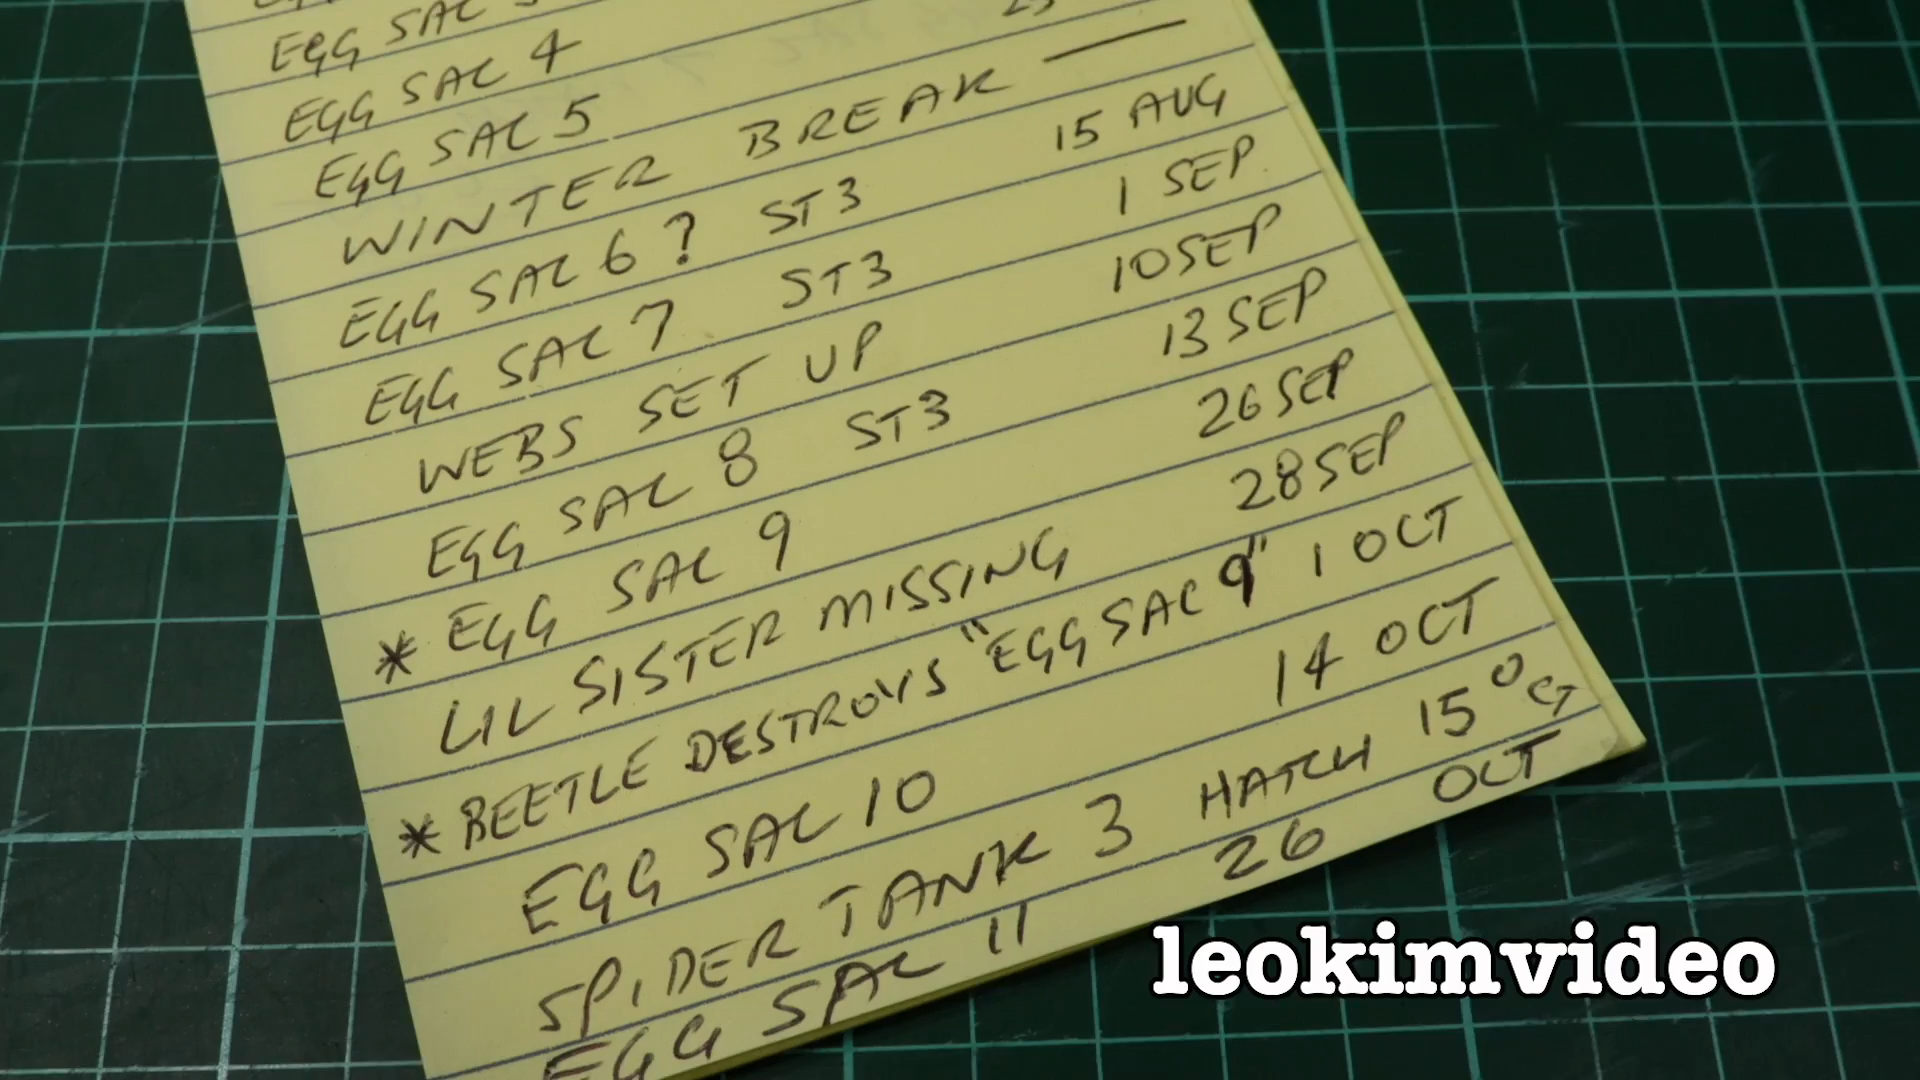 EGG SAC
EGG SAC 4
EGG SAC 5
WINTER BREAK —
EGG SAC 6 ? ST3 15 AUG
EGG SAC 7 ST3 1 SEP
WEBS SET UP 10 SEP
EGG SAC 8 ST3 13 SEP
* EGG SAC 9 26 SEP
LIL SISTER MISSING 28 SEP
* BEETLE DESTROYS "EGG SAC 9" 1 OCT
EGG SAC 10 14 OCT
SPIDER TANK 3 HATCH 15 OCT
EGG SAC 11 26 OCT
leokimvideo